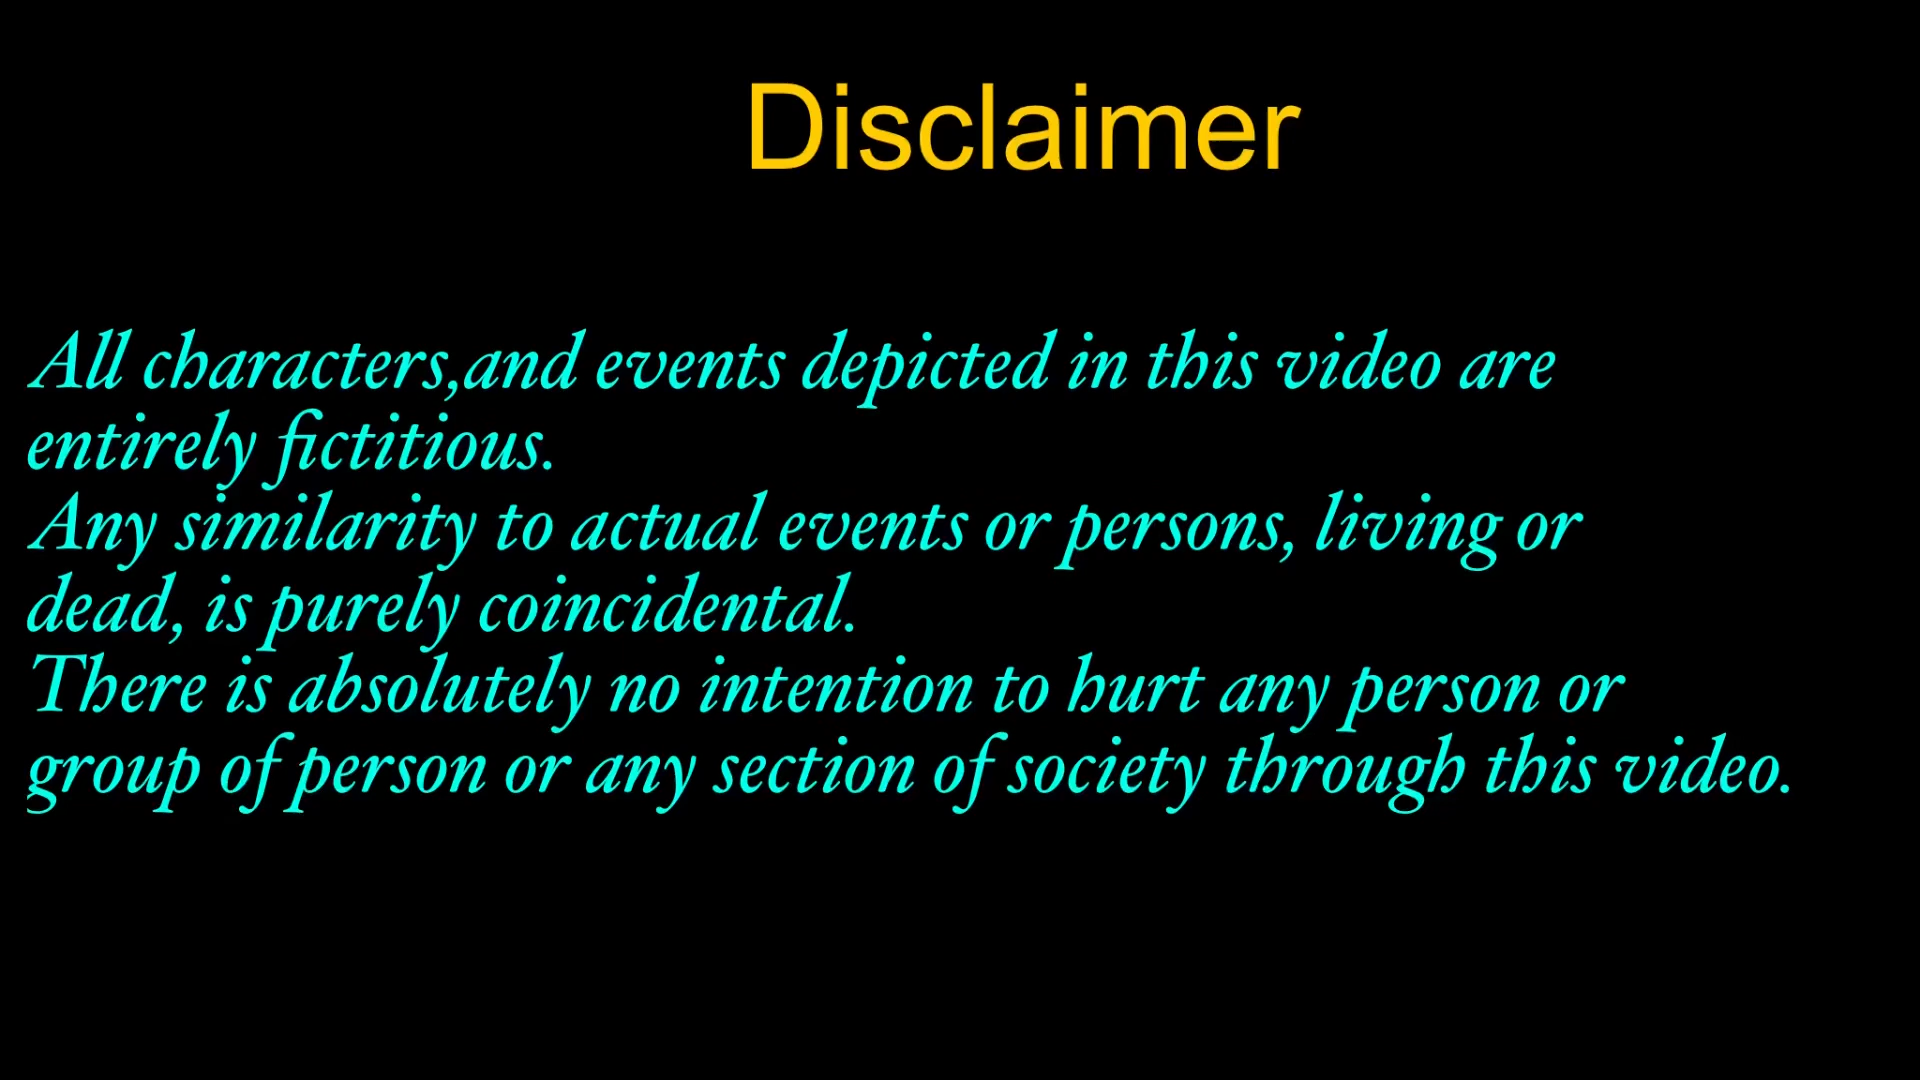 Disclaimer
All characters,and events depicted in this video are
entirely fictitious.
Any similarity to actual events or persons, living or
dead, is purely coincidental.
There is absolutely no intention to hurt any person or
group of person or any section of society through this video.